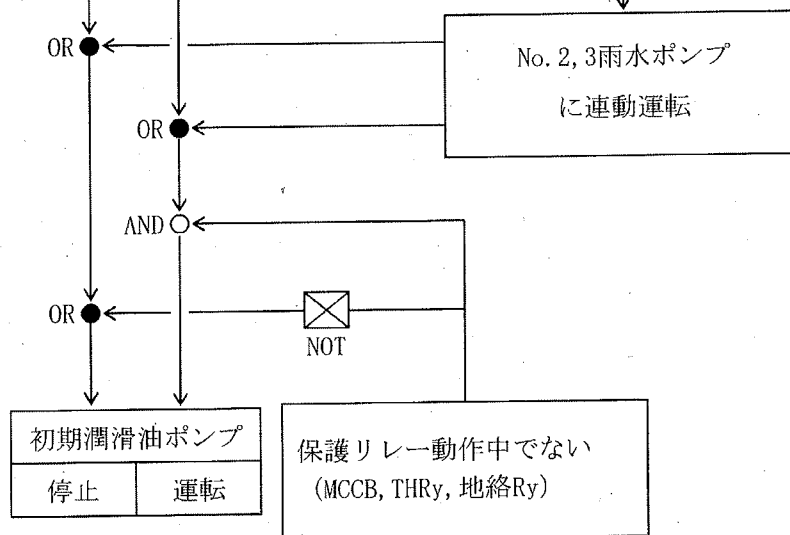 OR
No.2,3雨水ポンプ
に連動運転
OR
AND
OR
NOT
初期潤滑油ポンプ
停止
運転
保護リレー動作中でない
(MCCB,THRy,地絡Ry)